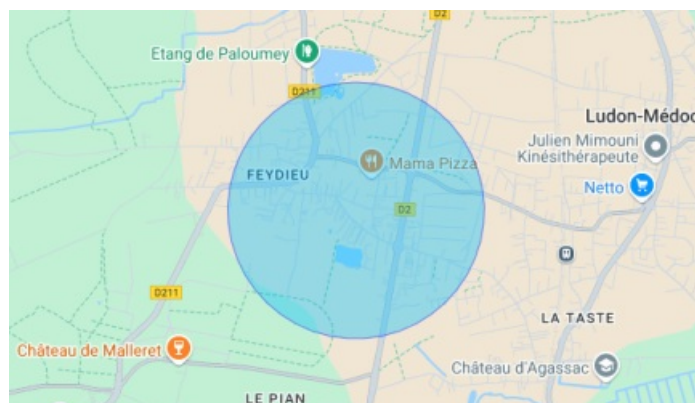 D2
Etang de Paloumey
D211
Ludon-Médoc
Julien Mimouni
Kinésithérapeute
Mama Pizza
FEYDIEU
Netto
D2
D211
LA TASTE
Château de Malleret
Château d'Agassac
LE PIAN